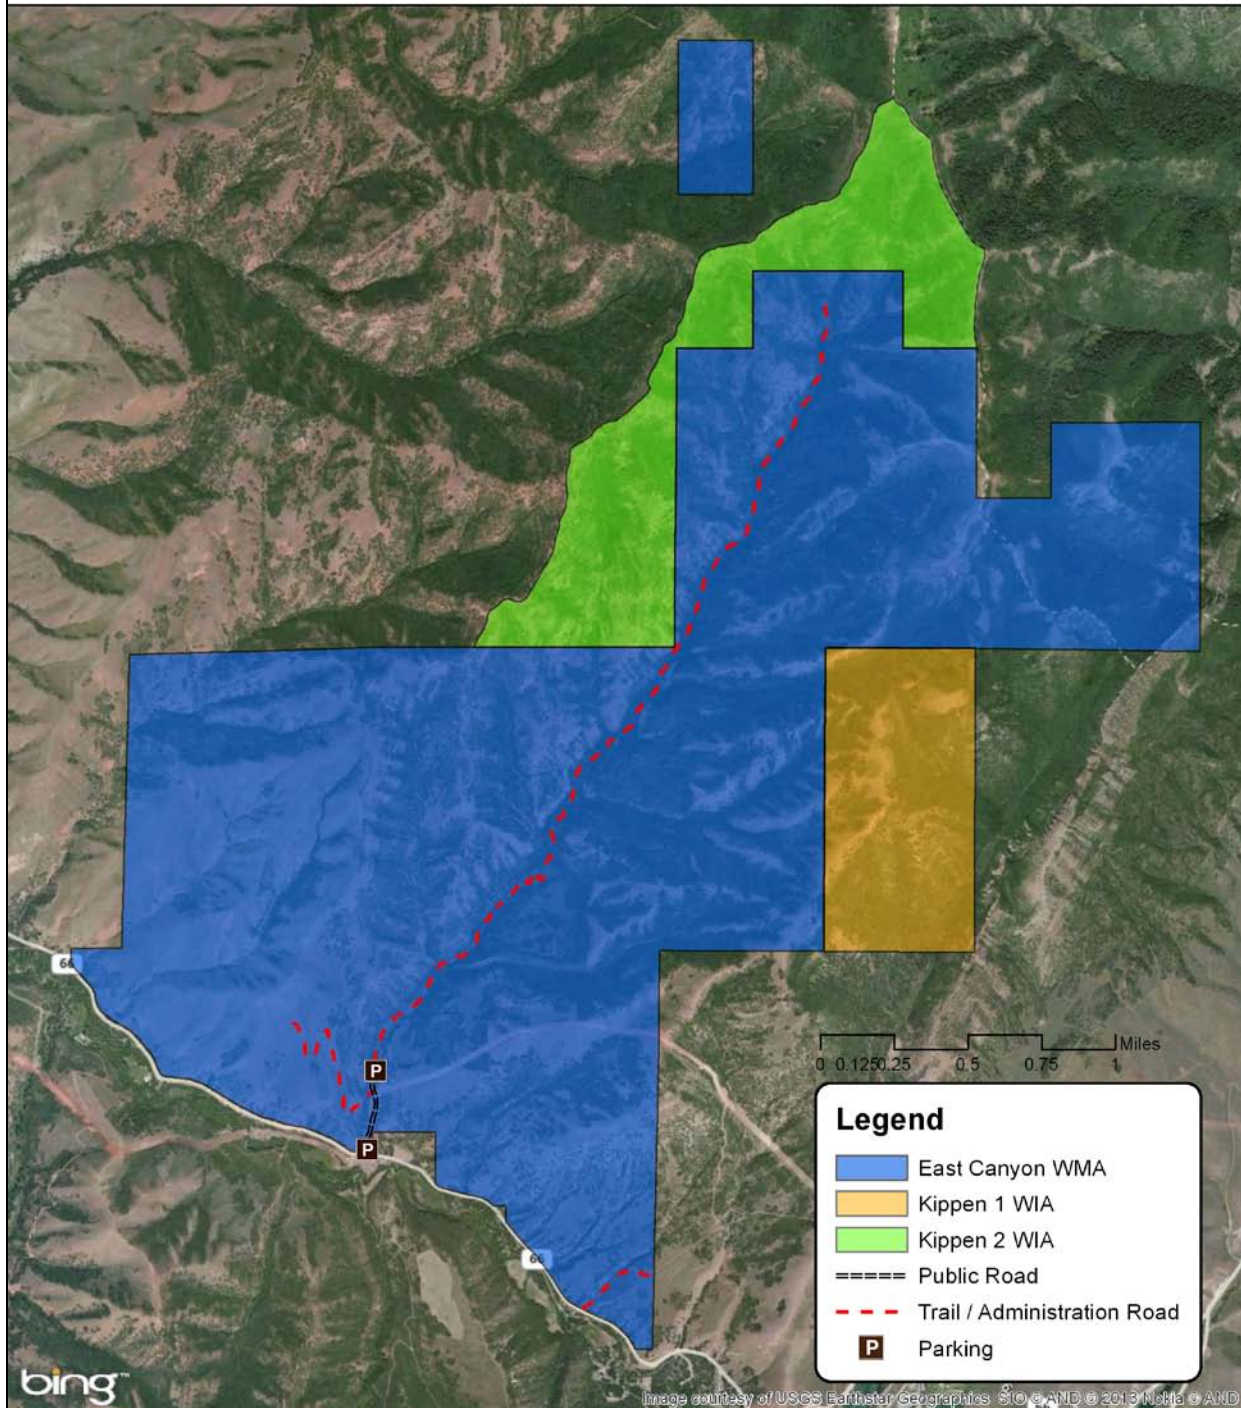 66
P
P
66
0 0.125 0.25 0.5 0.75 1 Miles
Legend
East Canyon WMA
Kippen 1 WIA
Kippen 2 WIA
Public Road
Trail / Administration Road
P Parking
bing™
Image courtesy of USGS Earthstar Geographics SIO © AND © 2013 Nokia © AND